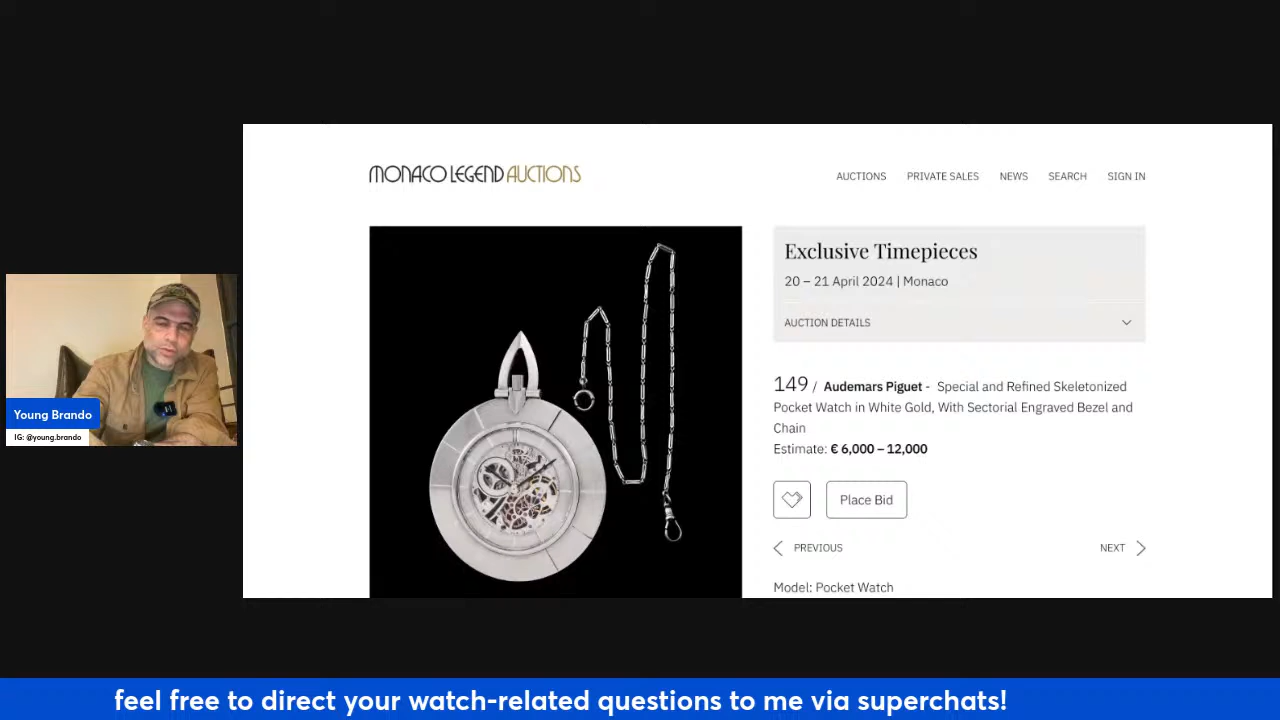 MONACO LEGEND AUCTIONS
AUCTIONS PRIVATE SALES NEWS SEARCH SIGN IN
Exclusive Timepieces
20 – 21 April 2024 | Monaco
AUCTION DETAILS
149 / Audemars Piguet - Special and Refined Skeletonized
Pocket Watch in White Gold, With Sectorial Engraved Bezel and
Chain
Estimate: € 6,000 – 12,000
Place Bid
PREVIOUS NEXT
Model: Pocket Watch
Young Brando
IG: @young.brando
feel free to direct your watch-related questions to me via superchats!